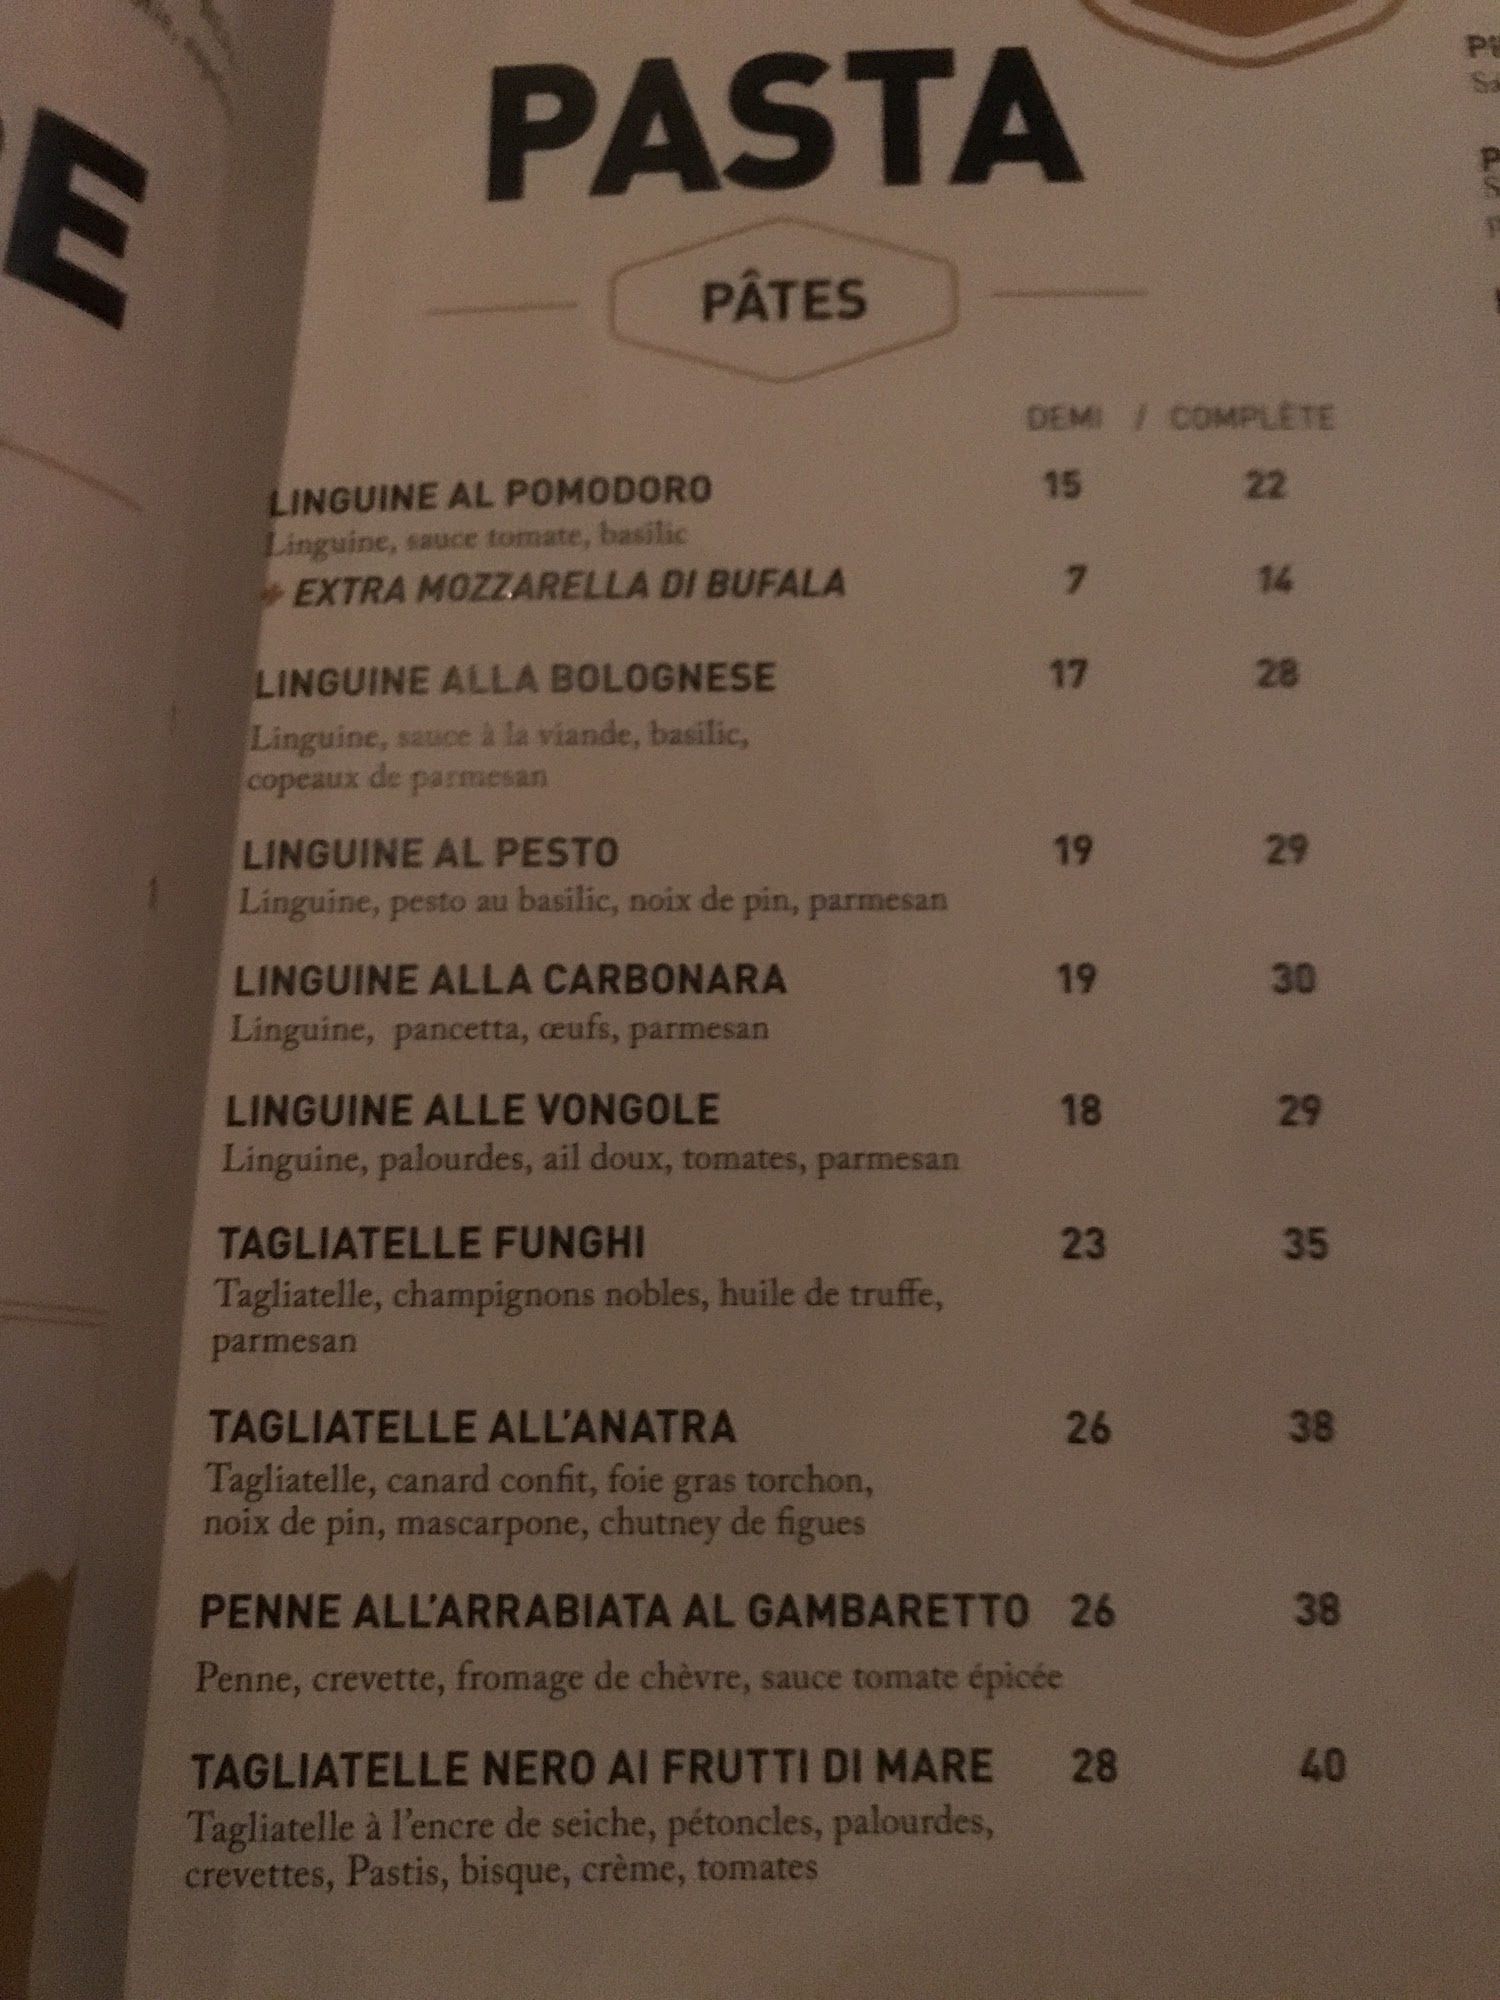 PASTA
PÂTES
DEMI / COMPLÈTE
LINGUINE AL POMODORO 15 22
Linguine, sauce tomate, basilic
EXTRA MOZZARELLA DI BUFALA 7 14
LINGUINE ALLA BOLOGNESE 17 28
Linguine, sauce à la viande, basilic,
copeaux de parmesan
LINGUINE AL PESTO 19 29
Linguine, pesto au basilic, noix de pin, parmesan
LINGUINE ALLA CARBONARA 19 30
Linguine, pancetta, œufs, parmesan
LINGUINE ALLE VONGOLE 18 29
Linguine, palourdes, ail doux, tomates, parmesan
TAGLIATELLE FUNGHI 23 35
Tagliatelle, champignons nobles, huile de truffe,
parmesan
TAGLIATELLE ALL'ANATRA 26 38
Tagliatelle, canard confit, foie gras torchon,
noix de pin, mascarpone, chutney de figues
PENNE ALL'ARRABIATA AL GAMBARETTO 26 38
Penne, crevette, fromage de chèvre, sauce tomate épicée
TAGLIATELLE NERO AI FRUTTI DI MARE 28 40
Tagliatelle à l'encre de seiche, pétoncles, palourdes,
crevettes, Pastis, bisque, crème, tomates